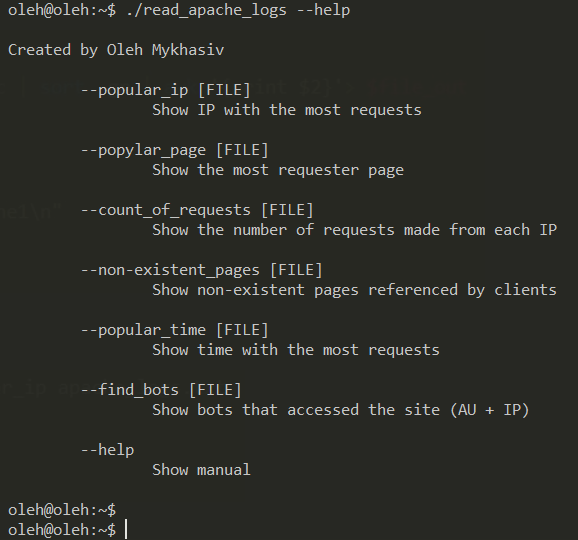 oleh@oleh:~$ ./read_apache_logs --help
Created by Oleh Mykhasiv
--popular_ip [FILE]
Show IP with the most requests
--popylar_page [FILE]
Show the most requester page
--count_of_requests [FILE]
Show the number of requests made from each IP
--non-existent_pages [FILE]
Show non-existent pages referenced by clients
--popular_time [FILE]
Show time with the most requests
--find_bots [FILE]
Show bots that accessed the site (AU + IP)
--help
Show manual
oleh@oleh:~$
oleh@oleh:~$